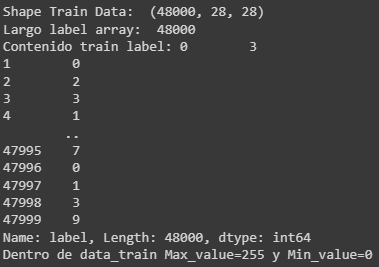 Shape Train Data:  (48000, 28, 28)
Largo label array:  48000
Contenido train label: 0        3
1        0
2        2
3        3
4        1
        ..
47995    7
47996    0
47997    1
47998    3
47999    9
Name: label, Length: 48000, dtype: int64
Dentro de data_train Max_value=255 y Min_value=0